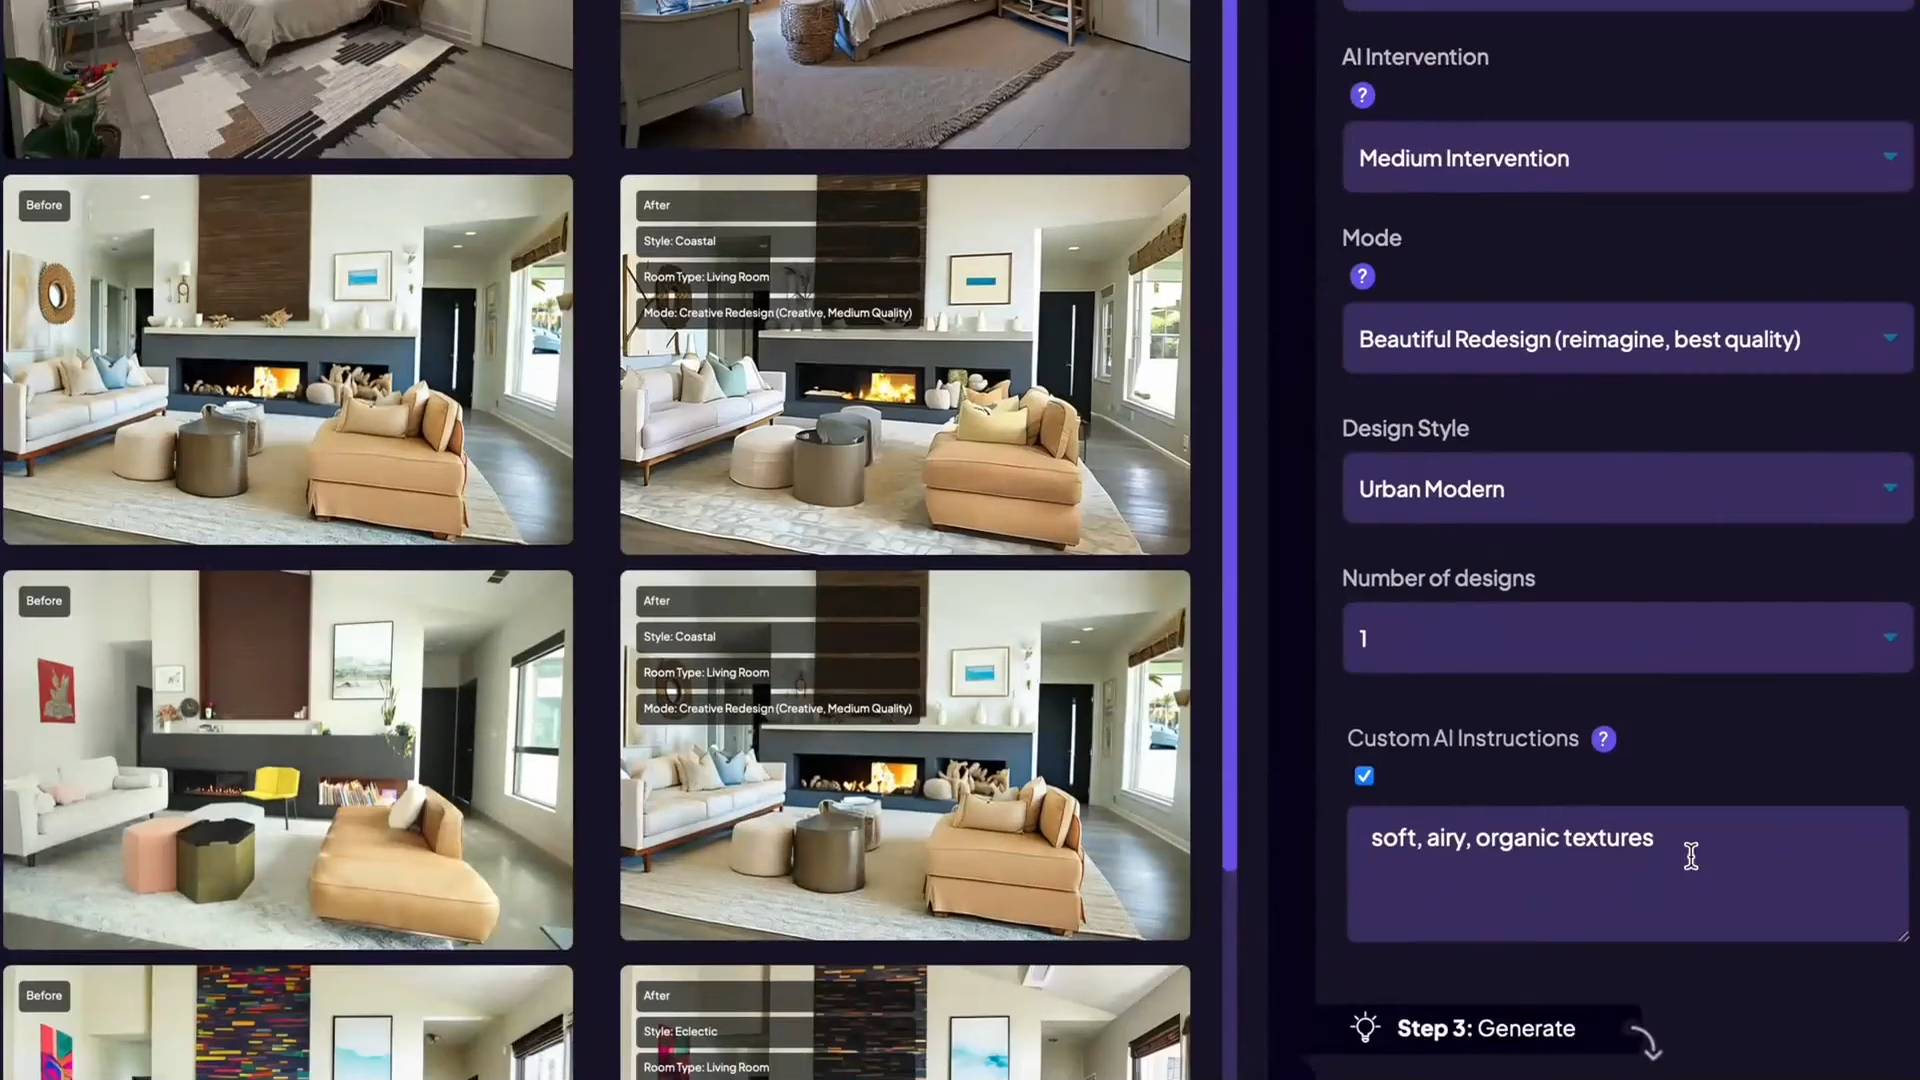 Before
After
Style: Coastal
Room Type: Living Room
Mode: Creative Redesign (Creative, Medium Quality)
Before
After
Style: Coastal
Room Type: Living Room
Mode: Creative Redesign (Creative, Medium Quality)
Before
After
Style: Eclectic
Room Type: Living Room
AI Intervention
?
Medium Intervention
Mode
?
Beautiful Redesign (reimagine, best quality)
Design Style
Urban Modern
Number of designs
1
Custom AI Instructions ?
soft, airy, organic textures
Step 3: Generate